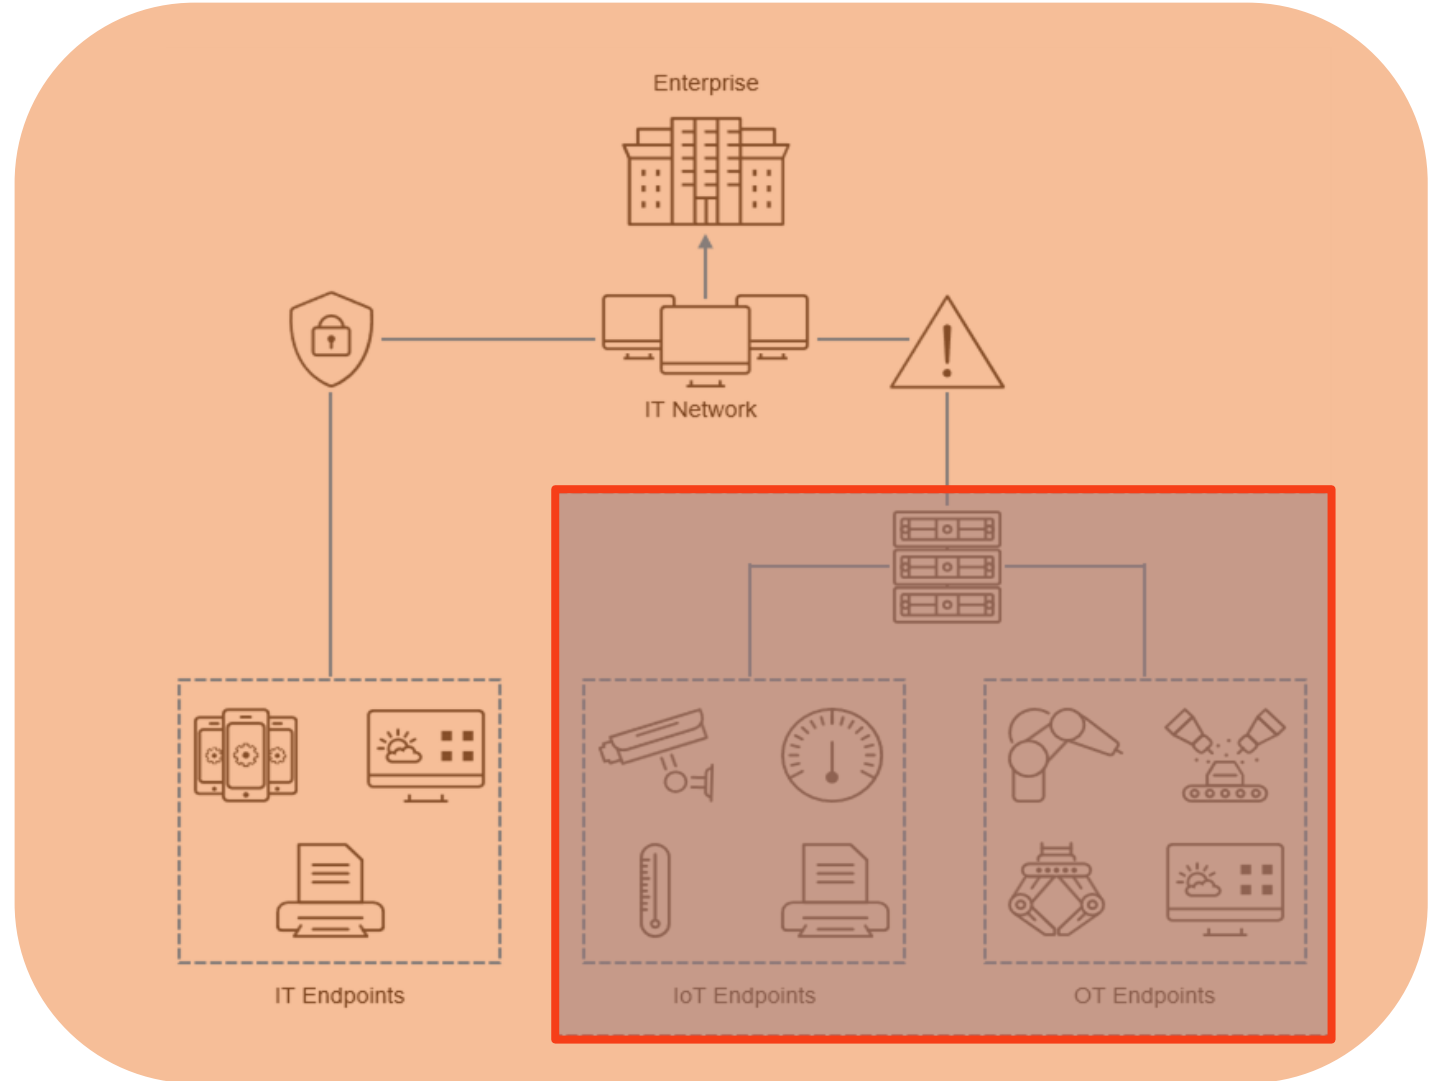 Enterprise
IT Network
IT Endpoints
IoT Endpoints
OT Endpoints